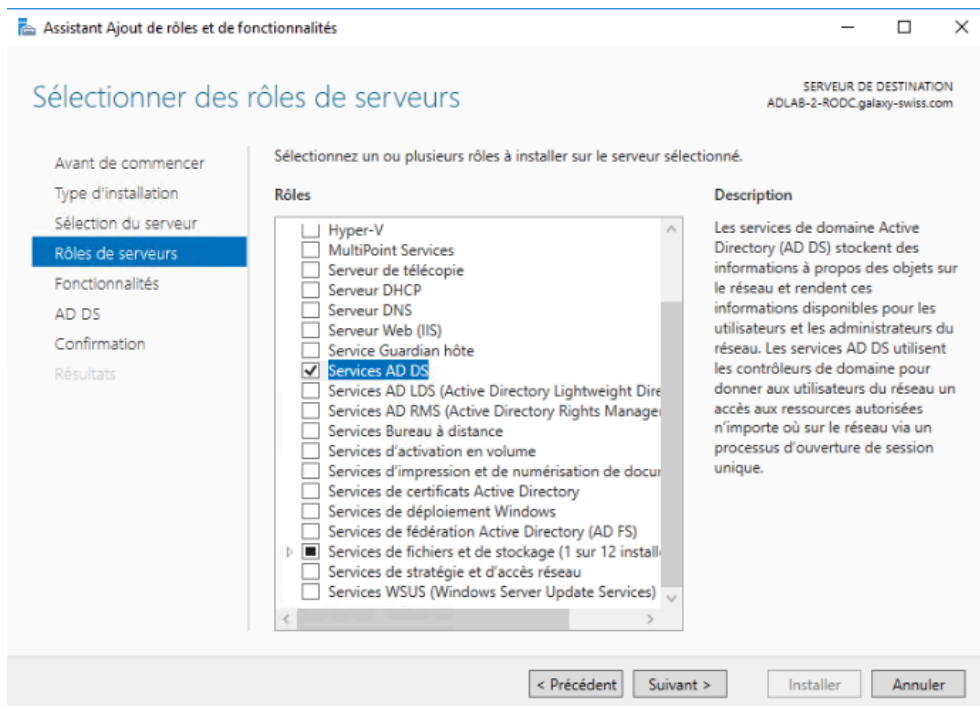 Assistant Ajout de rôles et de fonctionnalités
Sélectionner des rôles de serveurs
SERVEUR DE DESTINATION
ADLAB-2-RODC.galaxy-swiss.com
Avant de commencer
Type d'installation
Sélection du serveur
Rôles de serveurs
Fonctionnalités
AD DS
Confirmation
Résultats
Sélectionnez un ou plusieurs rôles à installer sur le serveur sélectionné.
Rôles
Hyper-V
MultiPoint Services
Serveur de télécopie
Serveur DHCP
Serveur DNS
Serveur Web (IIS)
Service Guardian hôte
Services AD DS
Services AD LDS (Active Directory Lightweight Dire
Services AD RMS (Active Directory Rights Manage
Services Bureau à distance
Services d'activation en volume
Services d'impression et de numérisation de docu
Services de certificats Active Directory
Services de déploiement Windows
Services de fédération Active Directory (AD FS)
Services de fichiers et de stockage (1 sur 12 install
Services de stratégie et d'accès réseau
Services WSUS (Windows Server Update Services)
Description
Les services de domaine Active
Directory (AD DS) stockent des
informations à propos des objets sur
le réseau et rendent ces
informations disponibles pour les
utilisateurs et les administrateurs du
réseau. Les services AD DS utilisent
les contrôleurs de domaine pour
donner aux utilisateurs du réseau un
accès aux ressources autorisées
n'importe où sur le réseau via un
processus d'ouverture de session
unique.
< Précédent
Suivant >
Installer
Annuler